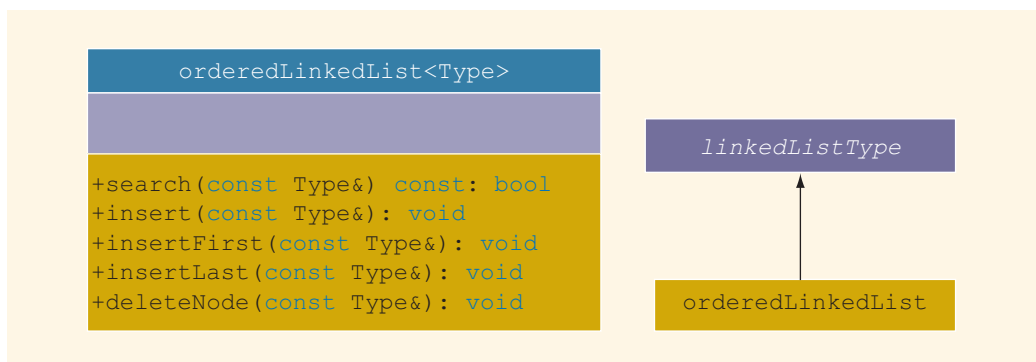 orderedLinkedList<Type>
+search(const Type&) const: bool
+insert(const Type&): void
+insertFirst(const Type&): void
+insertLast(const Type&): void
+deleteNode(const Type&): void
linkedListType
orderedLinkedList